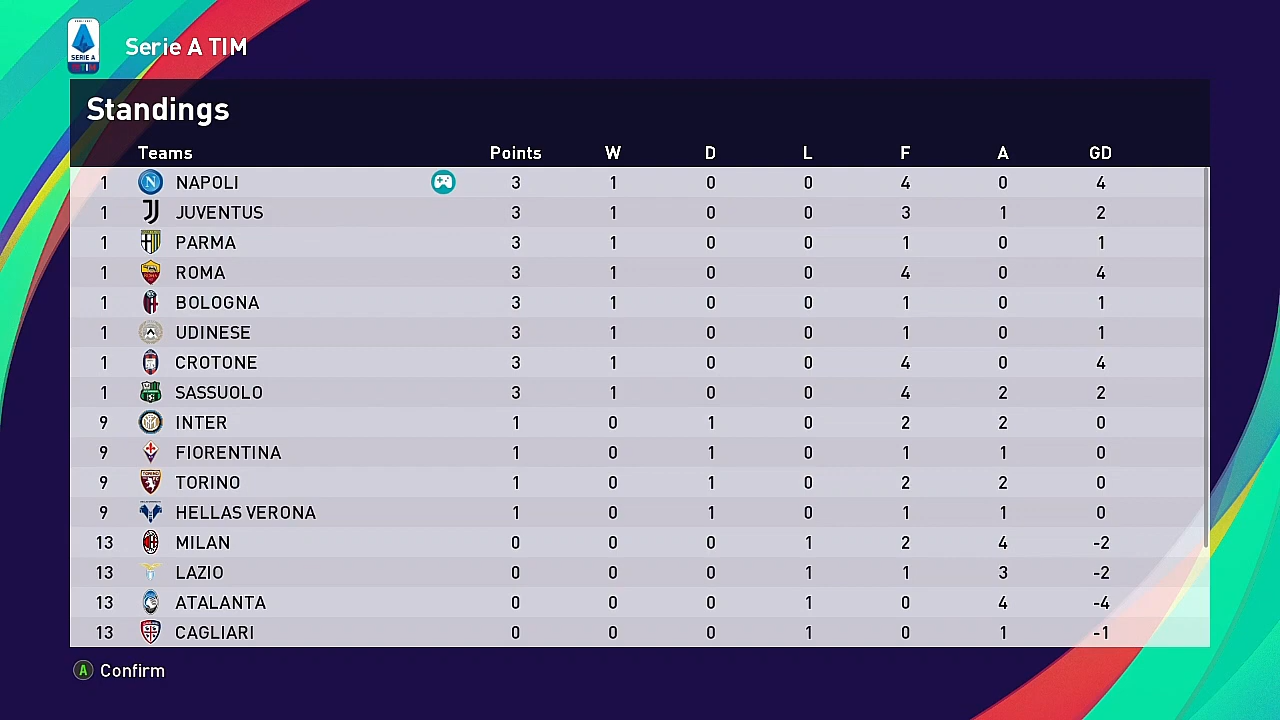 SERIE A
TIM
Serie A TIM
Standings
Teams Points W D L F A GD
1 N NAPOLI 3 1 0 0 4 0 4
1 JUVENTUS 3 1 0 0 3 1 2
1 PARMA 3 1 0 0 1 0 1
1 ROMA 3 1 0 0 4 0 4
1 BOLOGNA 3 1 0 0 1 0 1
1 UDINESE 3 1 0 0 1 0 1
1 CROTONE 3 1 0 0 4 0 4
1 SASSUOLO 3 1 0 0 4 2 2
9 INTER 1 0 1 0 2 2 0
9 FIORENTINA 1 0 1 0 1 1 0
9 TORINO 1 0 1 0 2 2 0
9 HELLAS VERONA 1 0 1 0 1 1 0
13 MILAN 0 0 0 1 2 4 -2
13 LAZIO 0 0 0 1 1 3 -2
13 ATALANTA 0 0 0 1 0 4 -4
13 CAGLIARI 0 0 0 1 0 1 -1
A Confirm